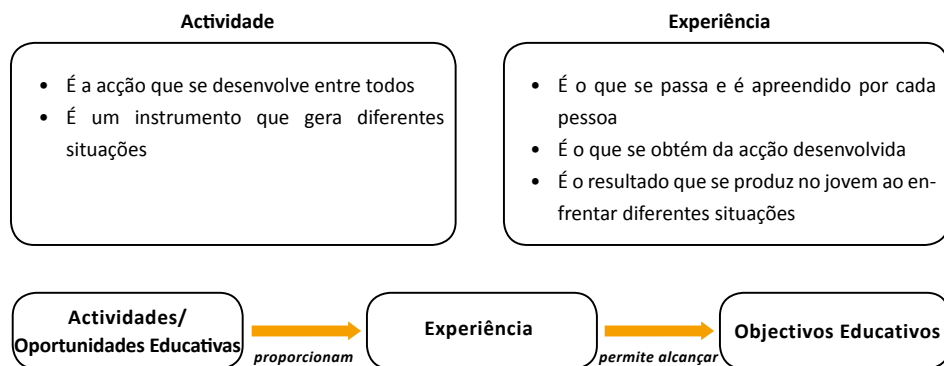 Actividade
• É a acção que se desenvolve entre todos
• É um instrumento que gera diferentes
situações
Experiência
• É o que se passa e é apreendido por cada
pessoa
• É o que se obtém da acção desenvolvida
• É o resultado que se produz no jovem ao en-
frentar diferentes situações
Actividades/
Oportunidades Educativas
proporcionam
Experiência
permite alcançar
Objectivos Educativos